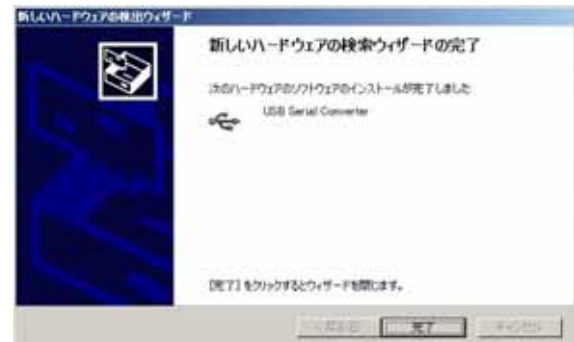 新しいハードウェアの検出ウィザード
新しいハードウェアの検索ウィザードの完了
次のハードウェアのソフトウェアのインストールが完了しました
USB Serial Converter
[完了] をクリックするとウィザードを閉じます。
< 戻る(B)
完了
キャンセル